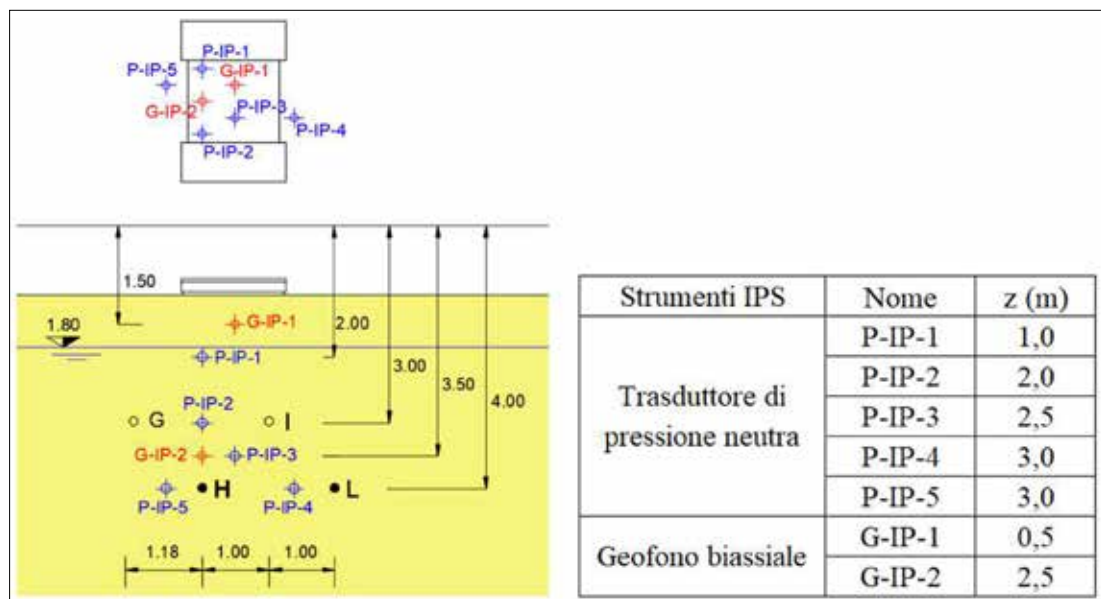 P-IP-1
P-IP-5
G-IP-1
G-IP-2
P-IP-3
P-IP-4
P-IP-2
1.50
G-IP-1
2.00
1.80
P-IP-1
3.00
3.50
P-IP-2
4.00
G
I
G-IP-2
P-IP-3
H
L
P-IP-5
P-IP-4
1.18
1.00
1.00
Strumenti IPS Nome z (m)
Trasduttore di pressione neutra
P-IP-1 1,0
P-IP-2 2,0
P-IP-3 2,5
P-IP-4 3,0
P-IP-5 3,0
Geofono biassiale
G-IP-1 0,5
G-IP-2 2,5